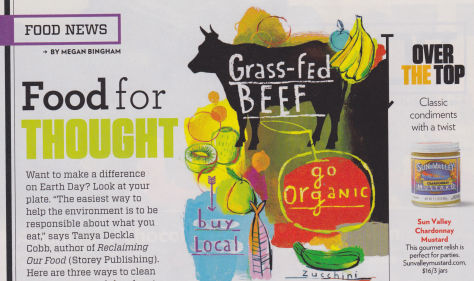 FOOD NEWS
→ BY MEGAN BINGHAM
Food for
THOUGHT
Want to make a difference
on Earth Day? Look at your
plate. "The easiest way to
help the environment is to be
responsible about what you
eat," says Tanya Deckla
Cobb, author of Reclaiming
Our Food (Storey Publishing).
Here are three ways to clean
Grass-fed
BEEF
go
organic
buy
Local
zucchini
OVER
THE TOP
Classic
condiments
with a twist
SUN VALLEY
MUSTARD
Sun Valley
Chardonnay
Mustard
This gourmet relish is
perfect for parties.
Sunvalleymustard.com,
$16/3 jars